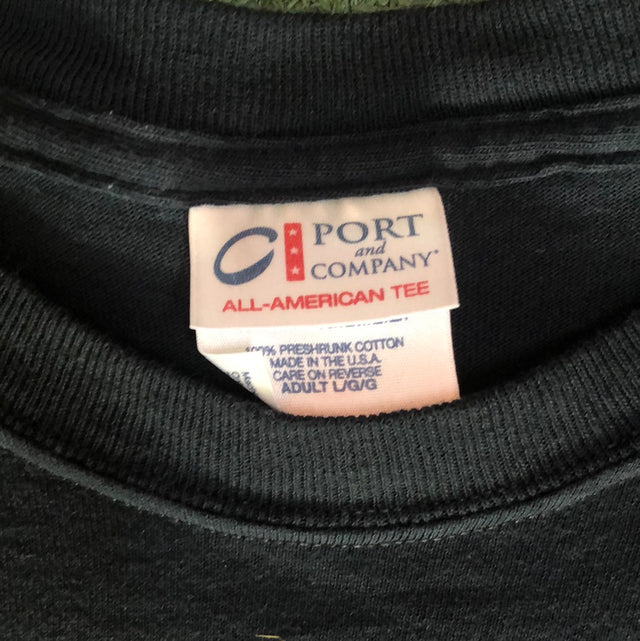 PORT
and
COMPANY
ALL-AMERICAN TEE
100% PRESHRUNK COTTON
MADE IN THE U.S.A.
CARE ON REVERSE
ADULT L/G/G